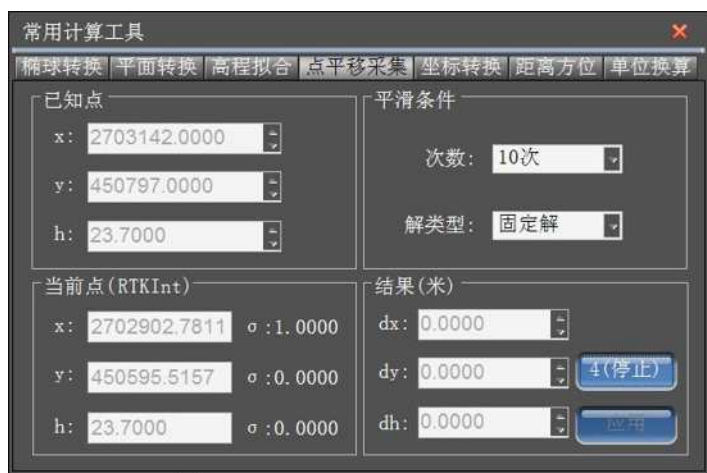 常用计算工具
椭球转换 平面转换 高程拟合 点平移采集 坐标转换 距离方位 单位换算
已知点
x: 2703142.0000
y: 450797.0000
h: 23.7000
平滑条件
次数: 10次
解类型: 固定解
当前点(RTKInt)
x: 2702902.7811 σ:1.0000
y: 450595.5157 σ:0.0000
h: 23.7000 σ:0.0000
结果(米)
dx: 0.0000
dy: 0.0000 4(停止)
dh: 0.0000 应用